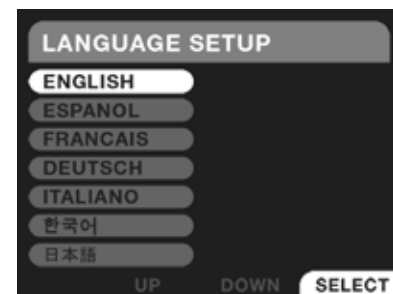 LANGUAGE SETUP
ENGLISH
ESPANOL
FRANCAIS
DEUTSCH
ITALIANO
한국어
日本語
UP DOWN SELECT